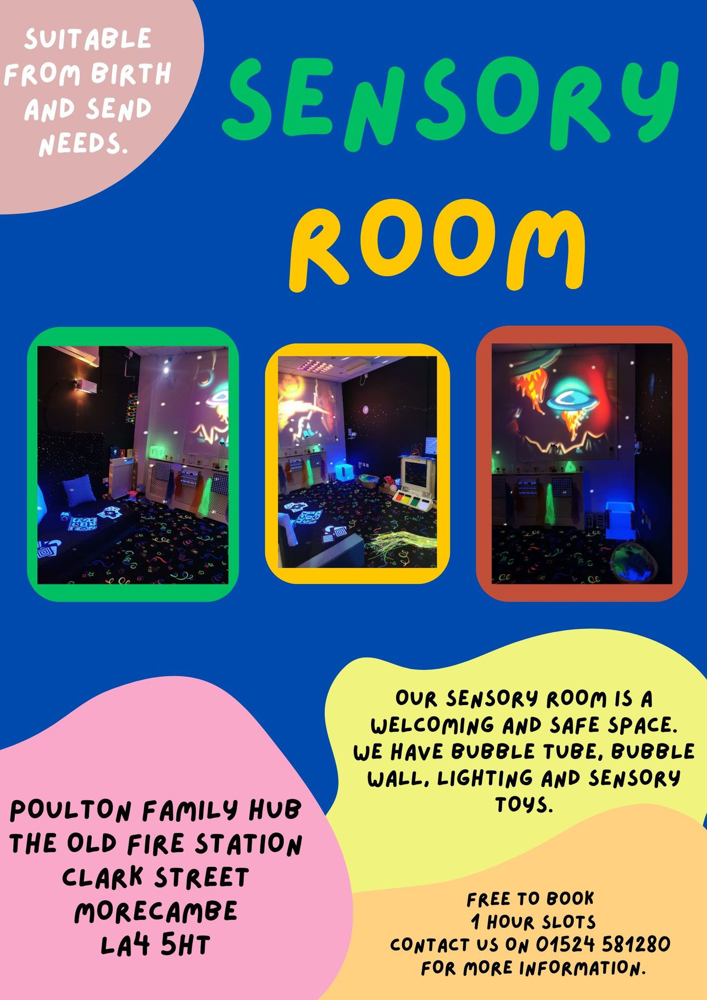 SUITABLE
FROM BIRTH
AND SEND
NEEDS.
SENSORY
ROOM
OUR SENSORY ROOM IS A
WELCOMING AND SAFE SPACE.
WE HAVE BUBBLE TUBE, BUBBLE
WALL, LIGHTING AND SENSORY
TOYS.
POULTON FAMILY HUB
THE OLD FIRE STATION
CLARK STREET
MORECAMBE
LA4 5HT
FREE TO BOOK
1 HOUR SLOTS
CONTACT US ON 01524 581280
FOR MORE INFORMATION.